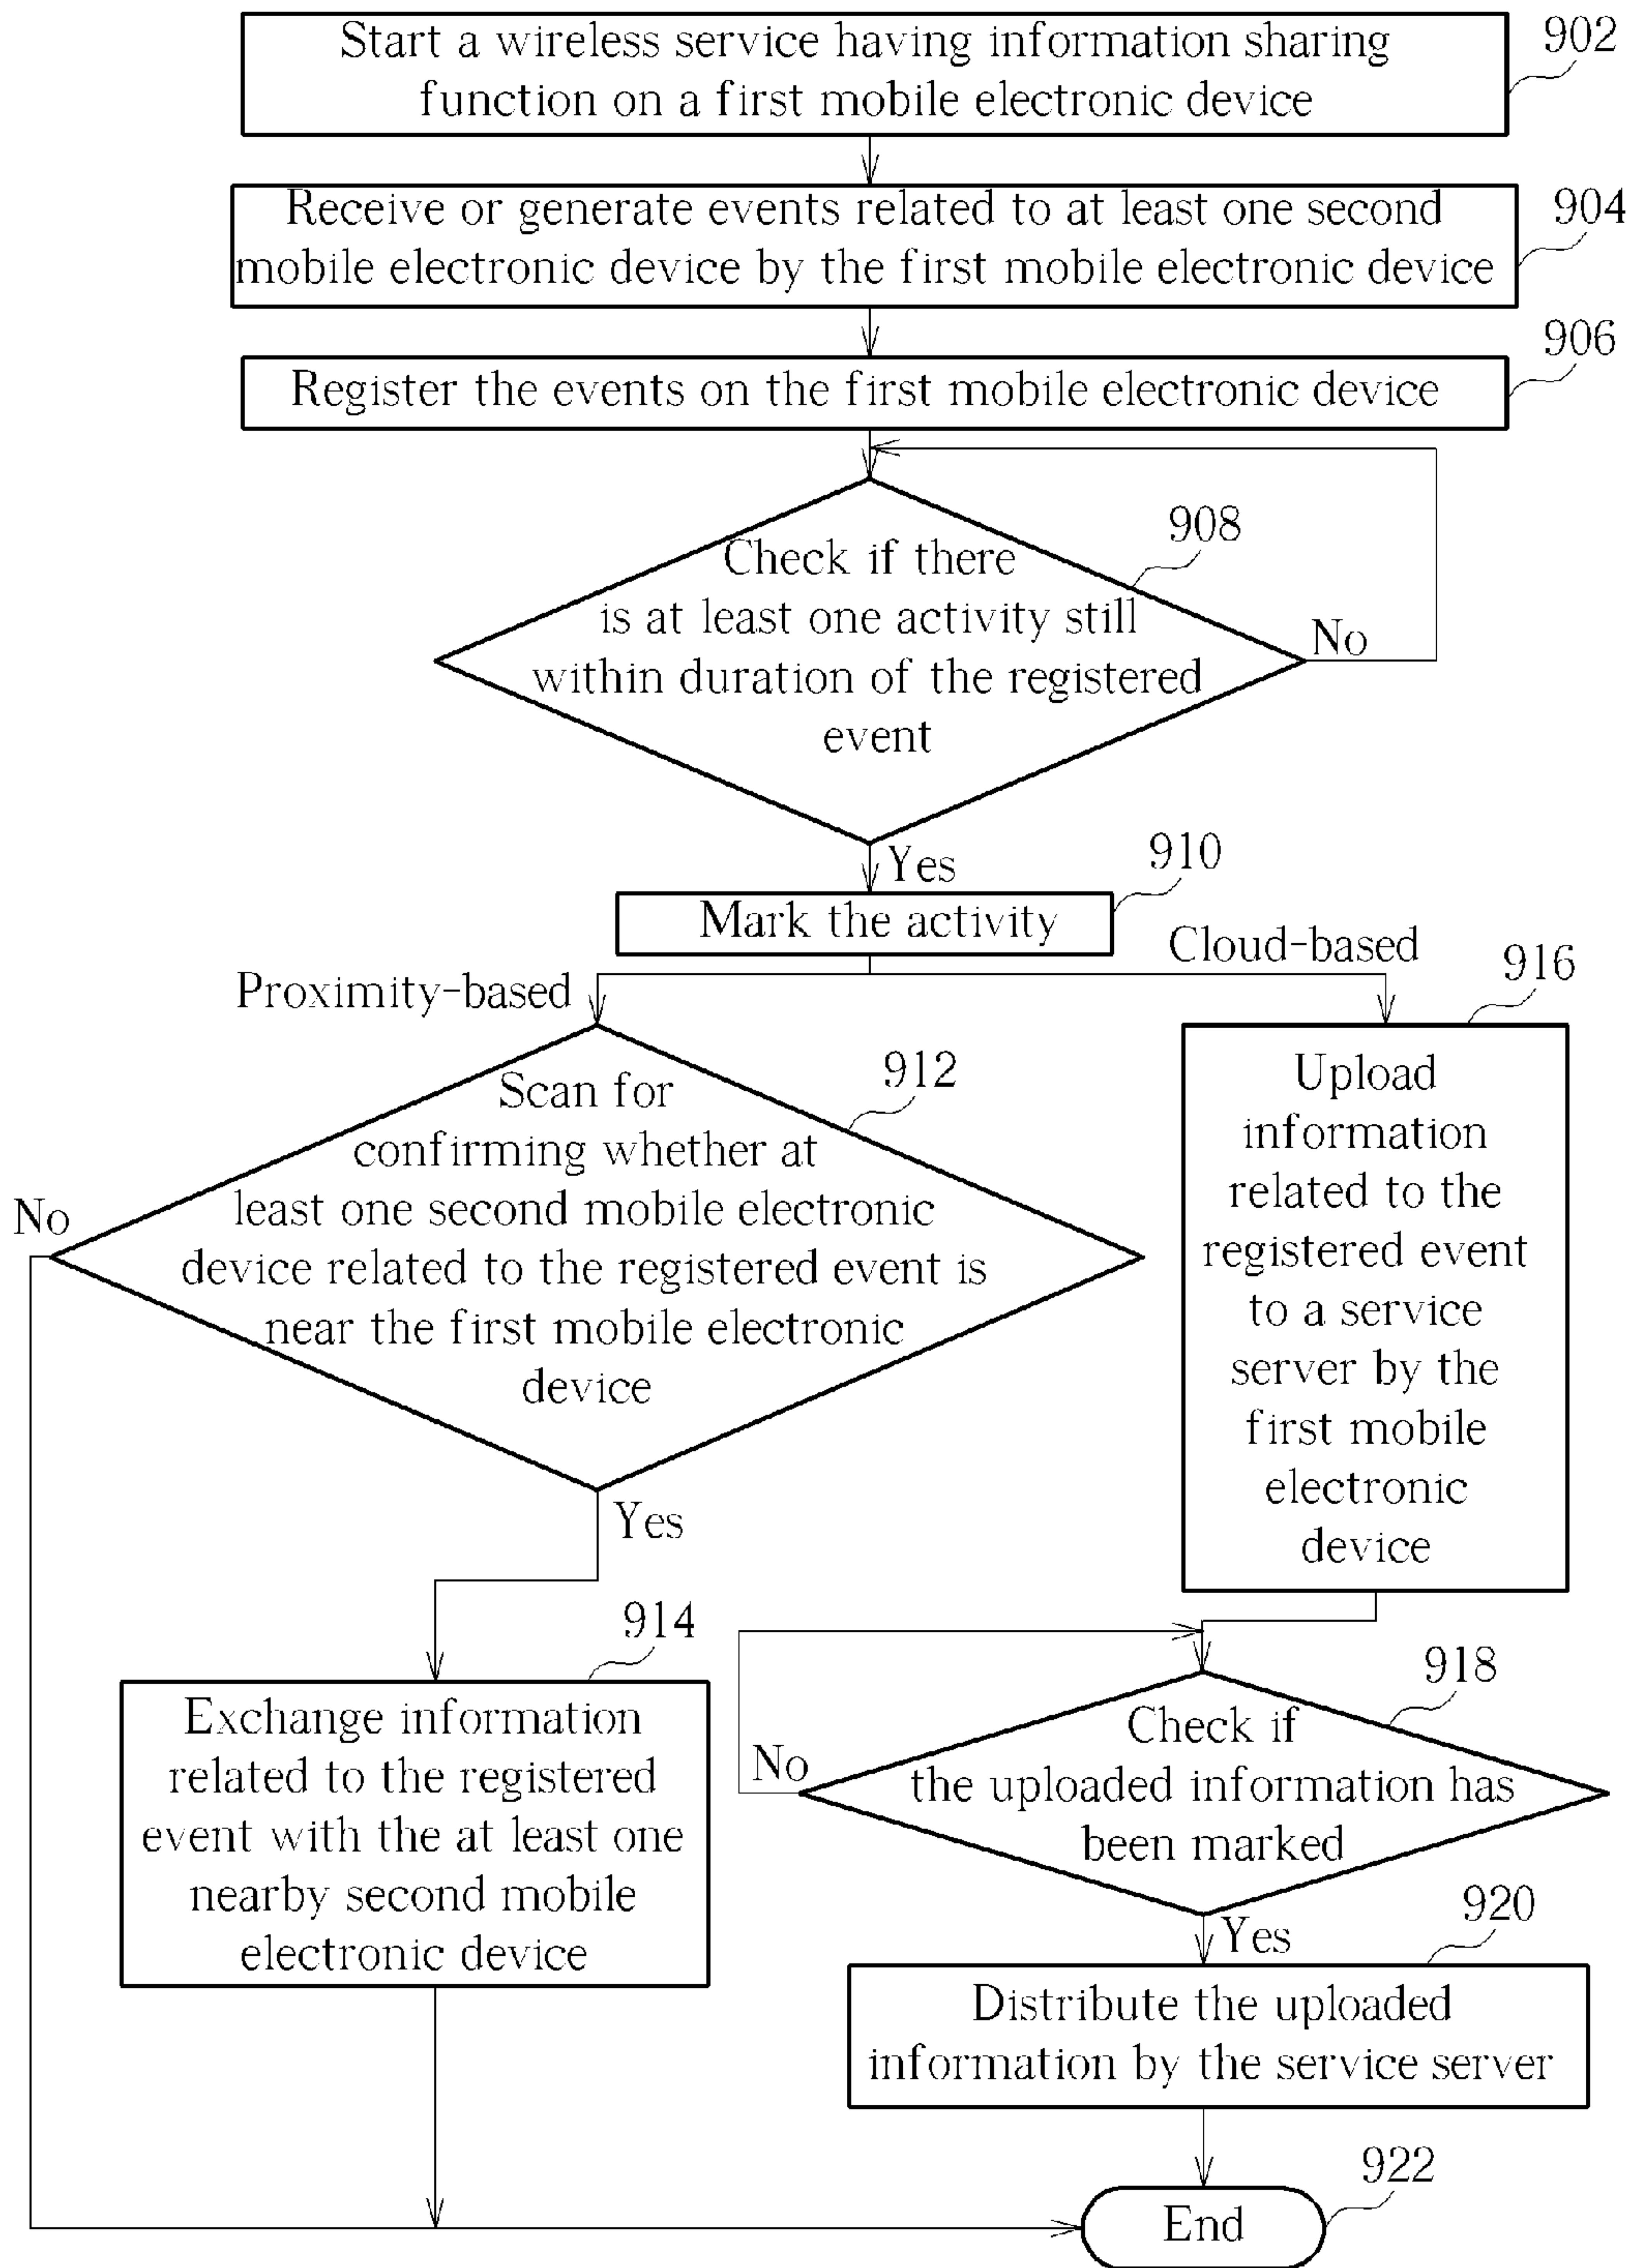 Start a wireless service having information sharing
function on a first mobile electronic device
902
Receive or generate events related to at least one second
mobile electronic device by the first mobile electronic device
904
Register the events on the first mobile electronic device
906
Check if there
is at least one activity still
within duration of the registered
event
908
No
Yes
Mark the activity
910
Proximity-based
Cloud-based
Scan for
confirming whether at
least one second mobile electronic
device related to the registered event is
near the first mobile electronic
device
912
No
Yes
Exchange information
related to the registered
event with the at least one
nearby second mobile
electronic device
914
Upload
information
related to the
registered event
to a service
server by the
first mobile
electronic
device
916
Check if
the uploaded information has
been marked
918
No
Yes
Distribute the uploaded
information by the service server
920
End
922